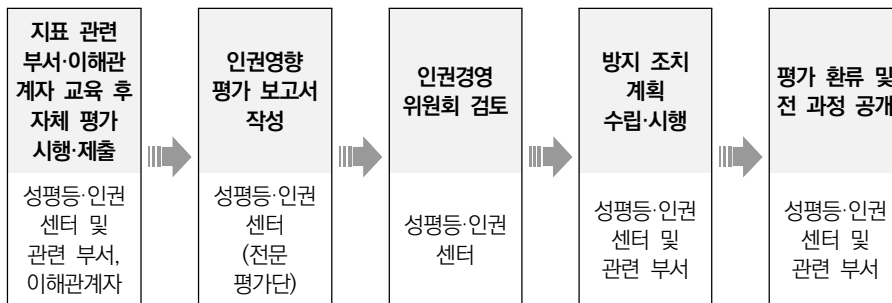 지표 관련
부서·이해관
계자 교육 후
자체 평가
시행·제출
성평등·인권
센터 및
관련 부서,
이해관계자
인권영향
평가 보고서
작성
성평등·인권
센터
(전문
평가단)
인권경영
위원회 검토
성평등·인권
센터
방지 조치
계획
수립·시행
성평등·인권
센터 및
관련 부서
평가 환류 및
전 과정 공개
성평등·인권
센터 및
관련 부서